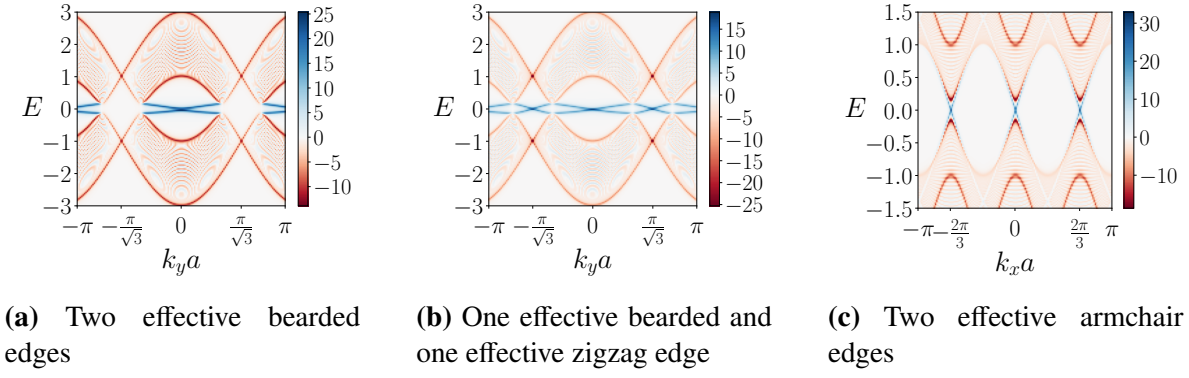 3
2
1
E 0
−1
−2
−3
−π −π/√3 0 π/√3 π
k_y a
25
20
15
10
5
0
−5
−10
3
2
1
E 0
−1
−2
−3
−π −π/√3 0 π/√3 π
k_y a
15
10
5
0
−5
−10
−15
−20
−25
1.5
1.0
0.5
E 0.0
−0.5
−1.0
−1.5
−π −2π/3 0 2π/3 π
k_x a
30
20
10
0
−10
(a) Two effective bearded
edges
(b) One effective bearded and
one effective zigzag edge
(c) Two effective armchair
edges